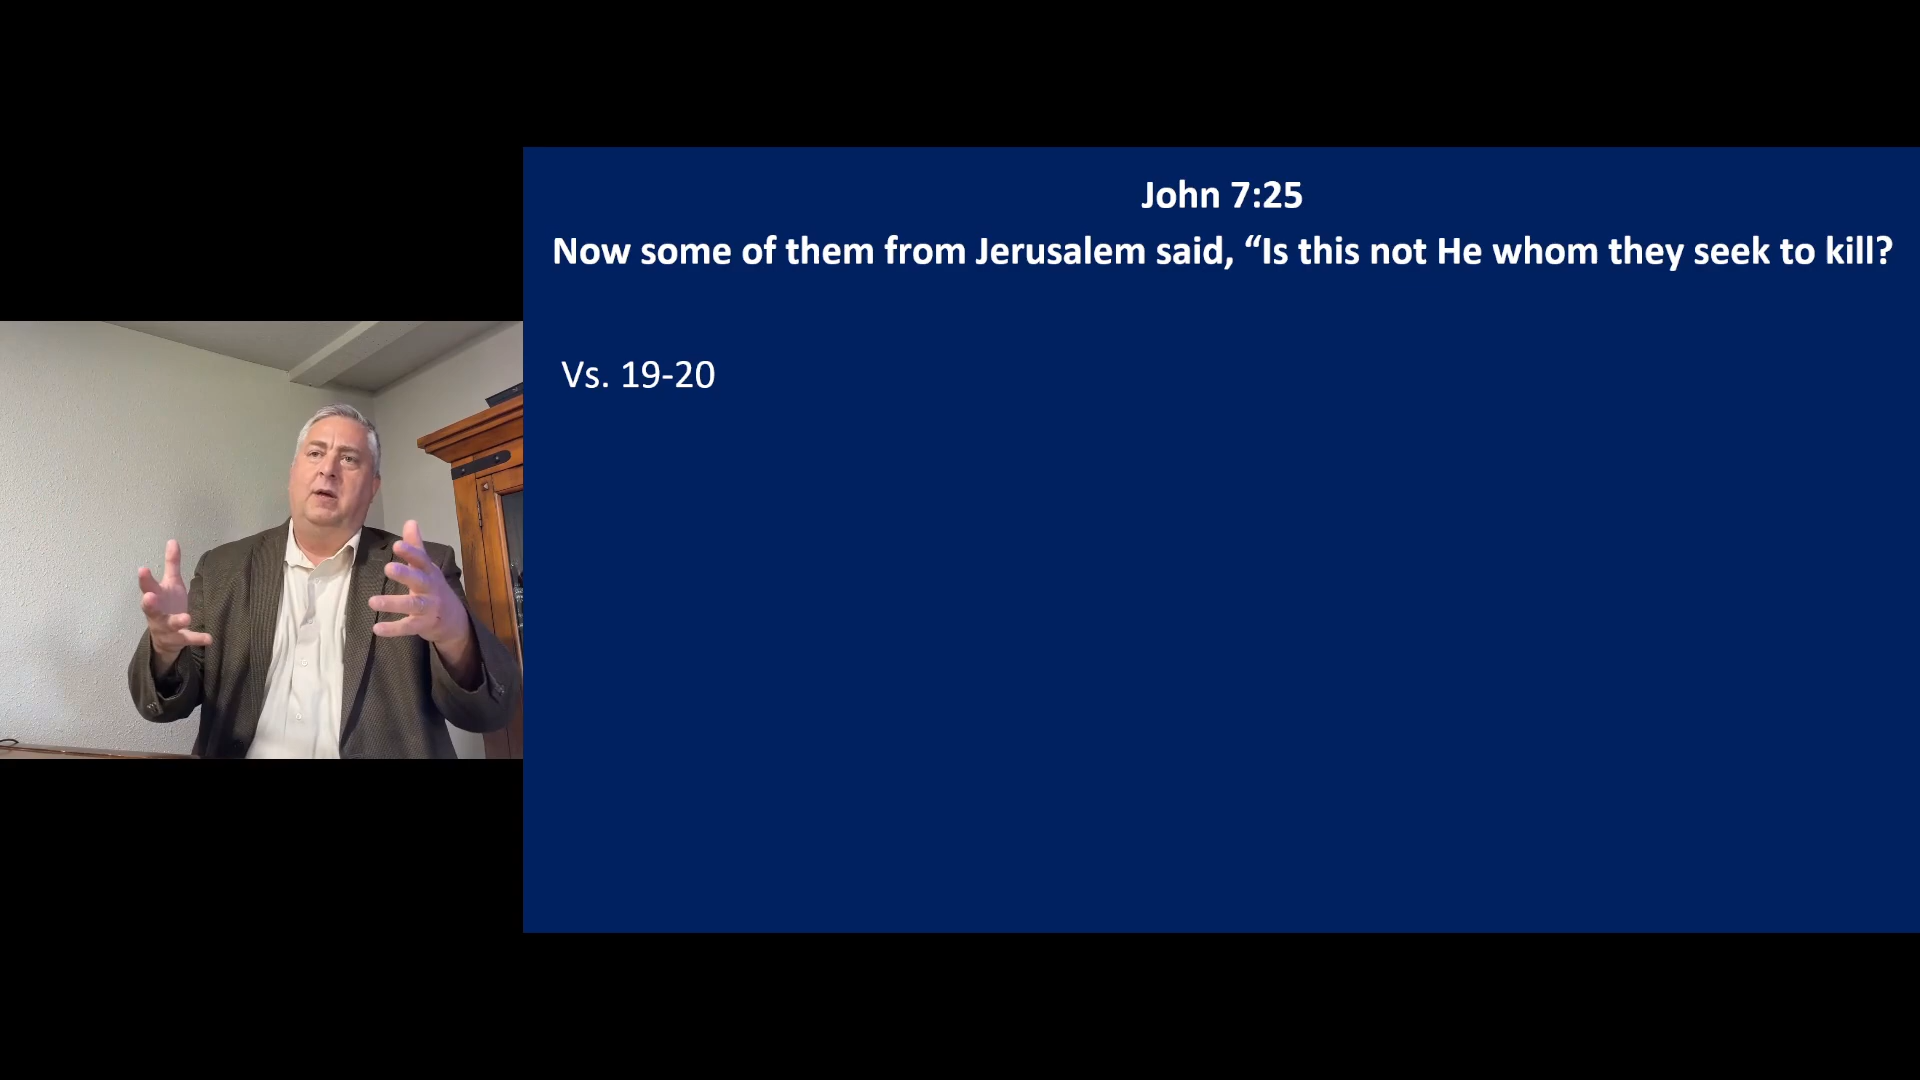 John 7:25
Now some of them from Jerusalem said, “Is this not He whom they seek to kill?
Vs. 19-20